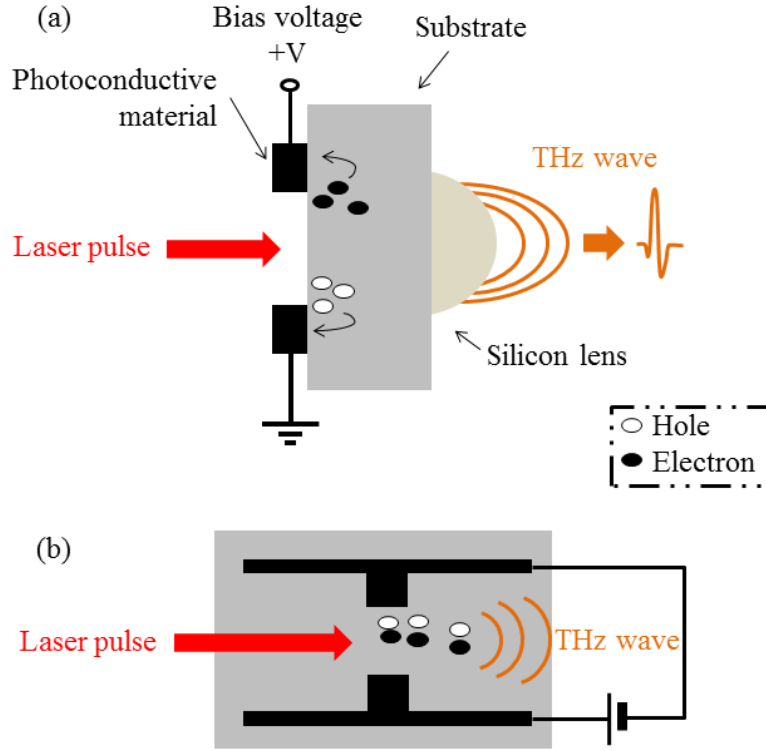 (a)
Bias voltage
+V
Substrate
Photoconductive
material
THz wave
Laser pulse
Silicon lens
Hole
Electron
(b)
Laser pulse
THz wave